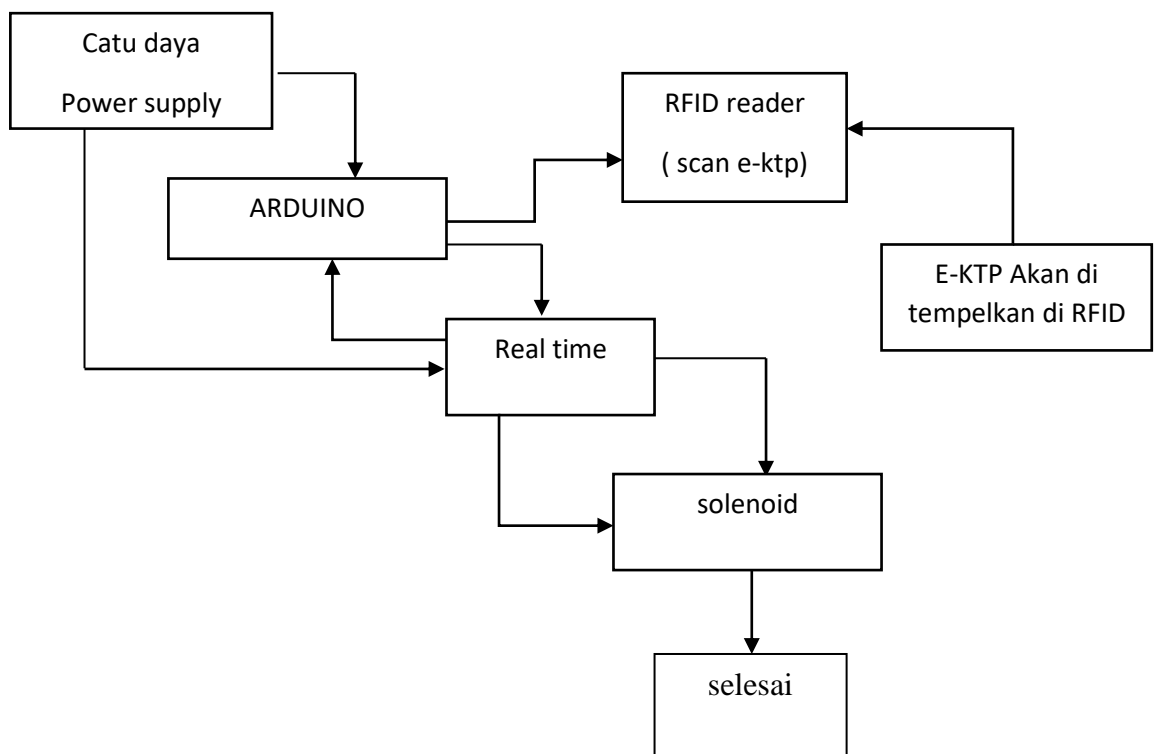 Catu daya
Power supply
RFID reader
( scan e-ktp)
ARDUINO
E-KTP Akan di
tempelkan di RFID
Real time
solenoid
selesai